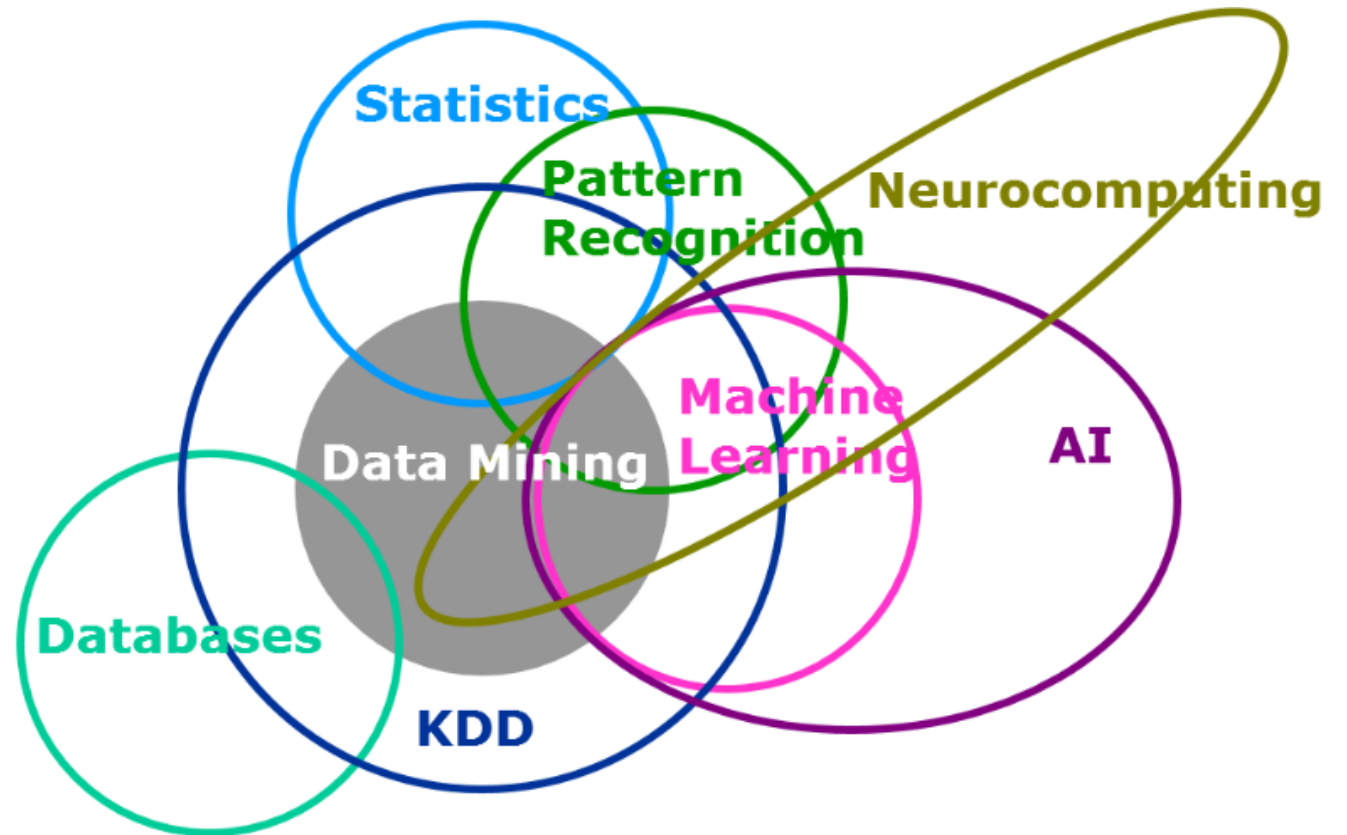 Statistics
Pattern
Recognition
Neurocomputing
Machine
Learning
AI
Data Mining
Databases
KDD